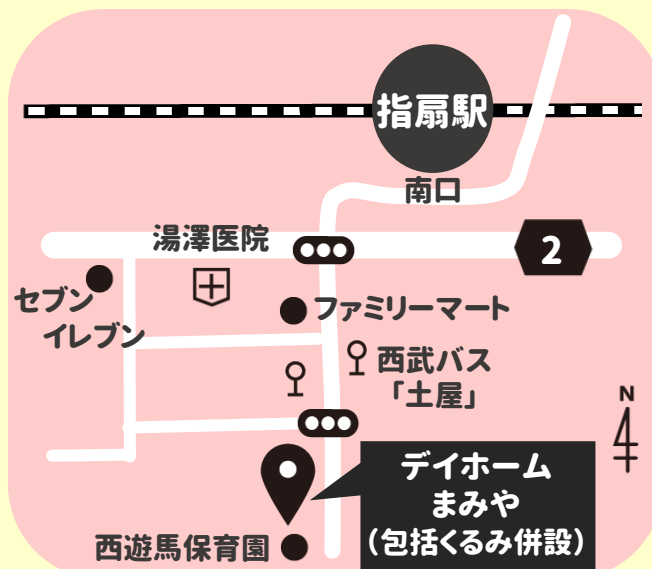 指扇駅
南口
湯澤医院
2
セブン
イレブン
ファミリーマート
西武バス
「土屋」
N
デイホーム
まみや
(包括くるみ併設)
西遊馬保育園